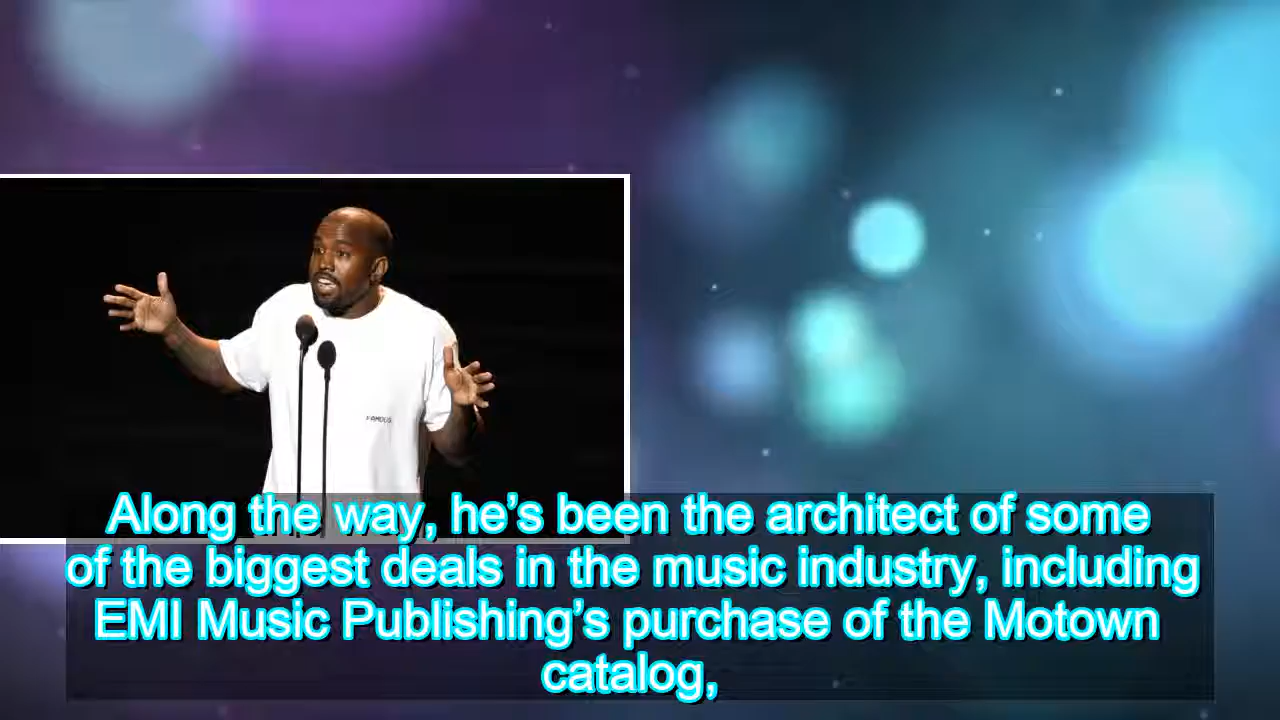 FAMOUS
Along the way, he’s been the architect of some
of the biggest deals in the music industry, including
EMI Music Publishing’s purchase of the Motown
catalog,